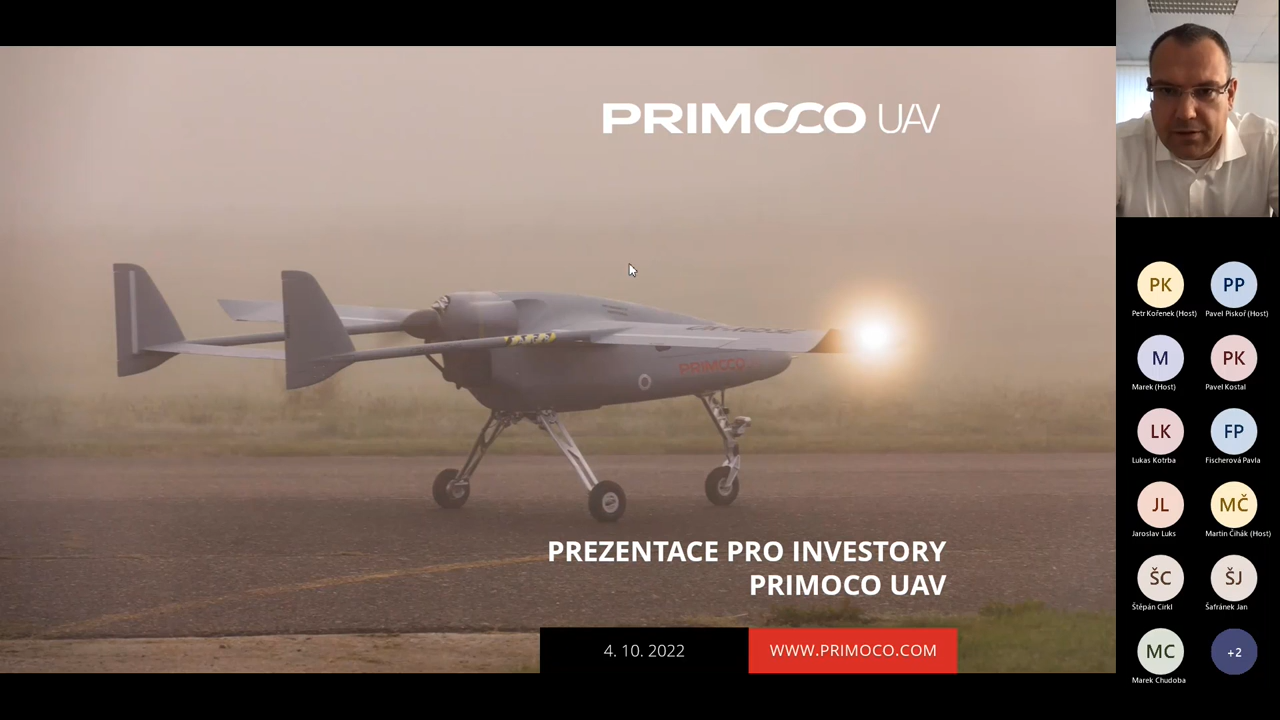 PRIMOCO UAV
PRIMOCO
PREZENTACE PRO INVESTORY
PRIMOCO UAV
4. 10. 2022
WWW.PRIMOCO.COM
PK
Petr Kořenek (Host)
PP
Pavel Piskoř (Host)
M
Marek (Host)
PK
Pavel Kostal
LK
Lukas Kotrba
FP
Fischerová Pavla
JL
Jaroslav Luks
MČ
Martin Čihák (Host)
ŠC
Štěpán Cirkl
ŠJ
Šafránek Jan
MC
Marek Chudoba
+2